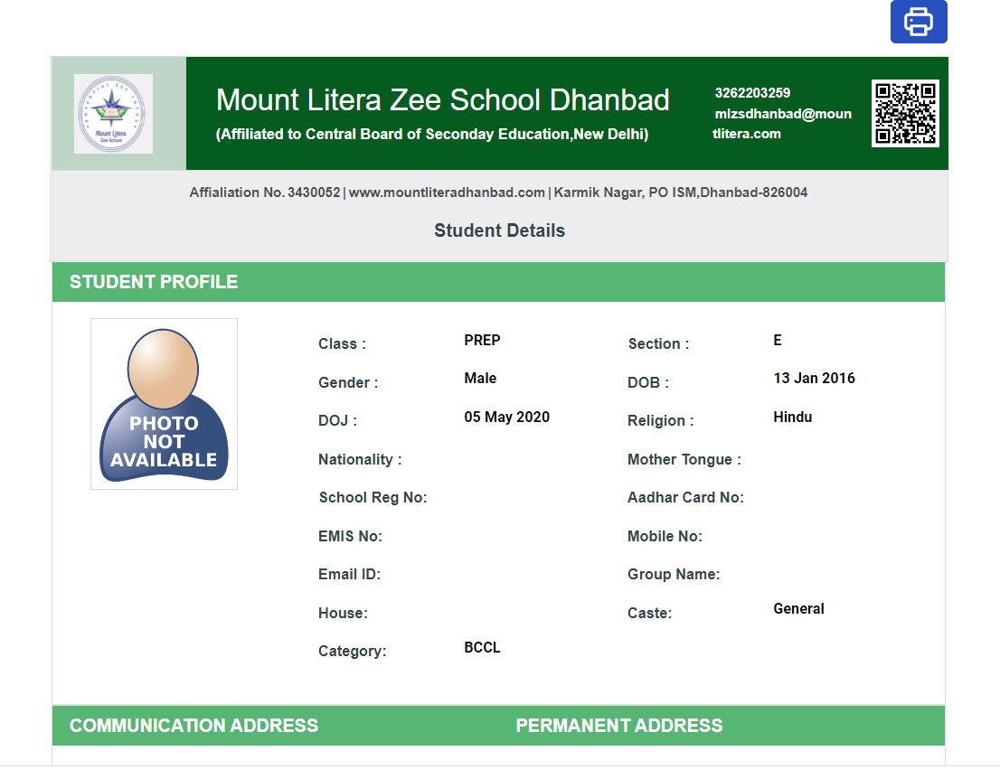 Mount Litera Zee School Dhanbad
(Affiliated to Central Board of Seconday Education,New Delhi)
3262203259
mlzsdhanbad@moun
tlitera.com
POTENTIAL
Mount Litera
Zee School
Affialiation No. 3430052 | www.mountliteradhanbad.com | Karmik Nagar, PO ISM,Dhanbad-826004
Student Details
STUDENT PROFILE
PHOTO
NOT
AVAILABLE
Class : PREP Section : E
Gender : Male DOB : 13 Jan 2016
DOJ : 05 May 2020 Religion : Hindu
Nationality : Mother Tongue :
School Reg No: Aadhar Card No:
EMIS No: Mobile No:
Email ID: Group Name:
House: Caste: General
Category: BCCL
COMMUNICATION ADDRESS PERMANENT ADDRESS